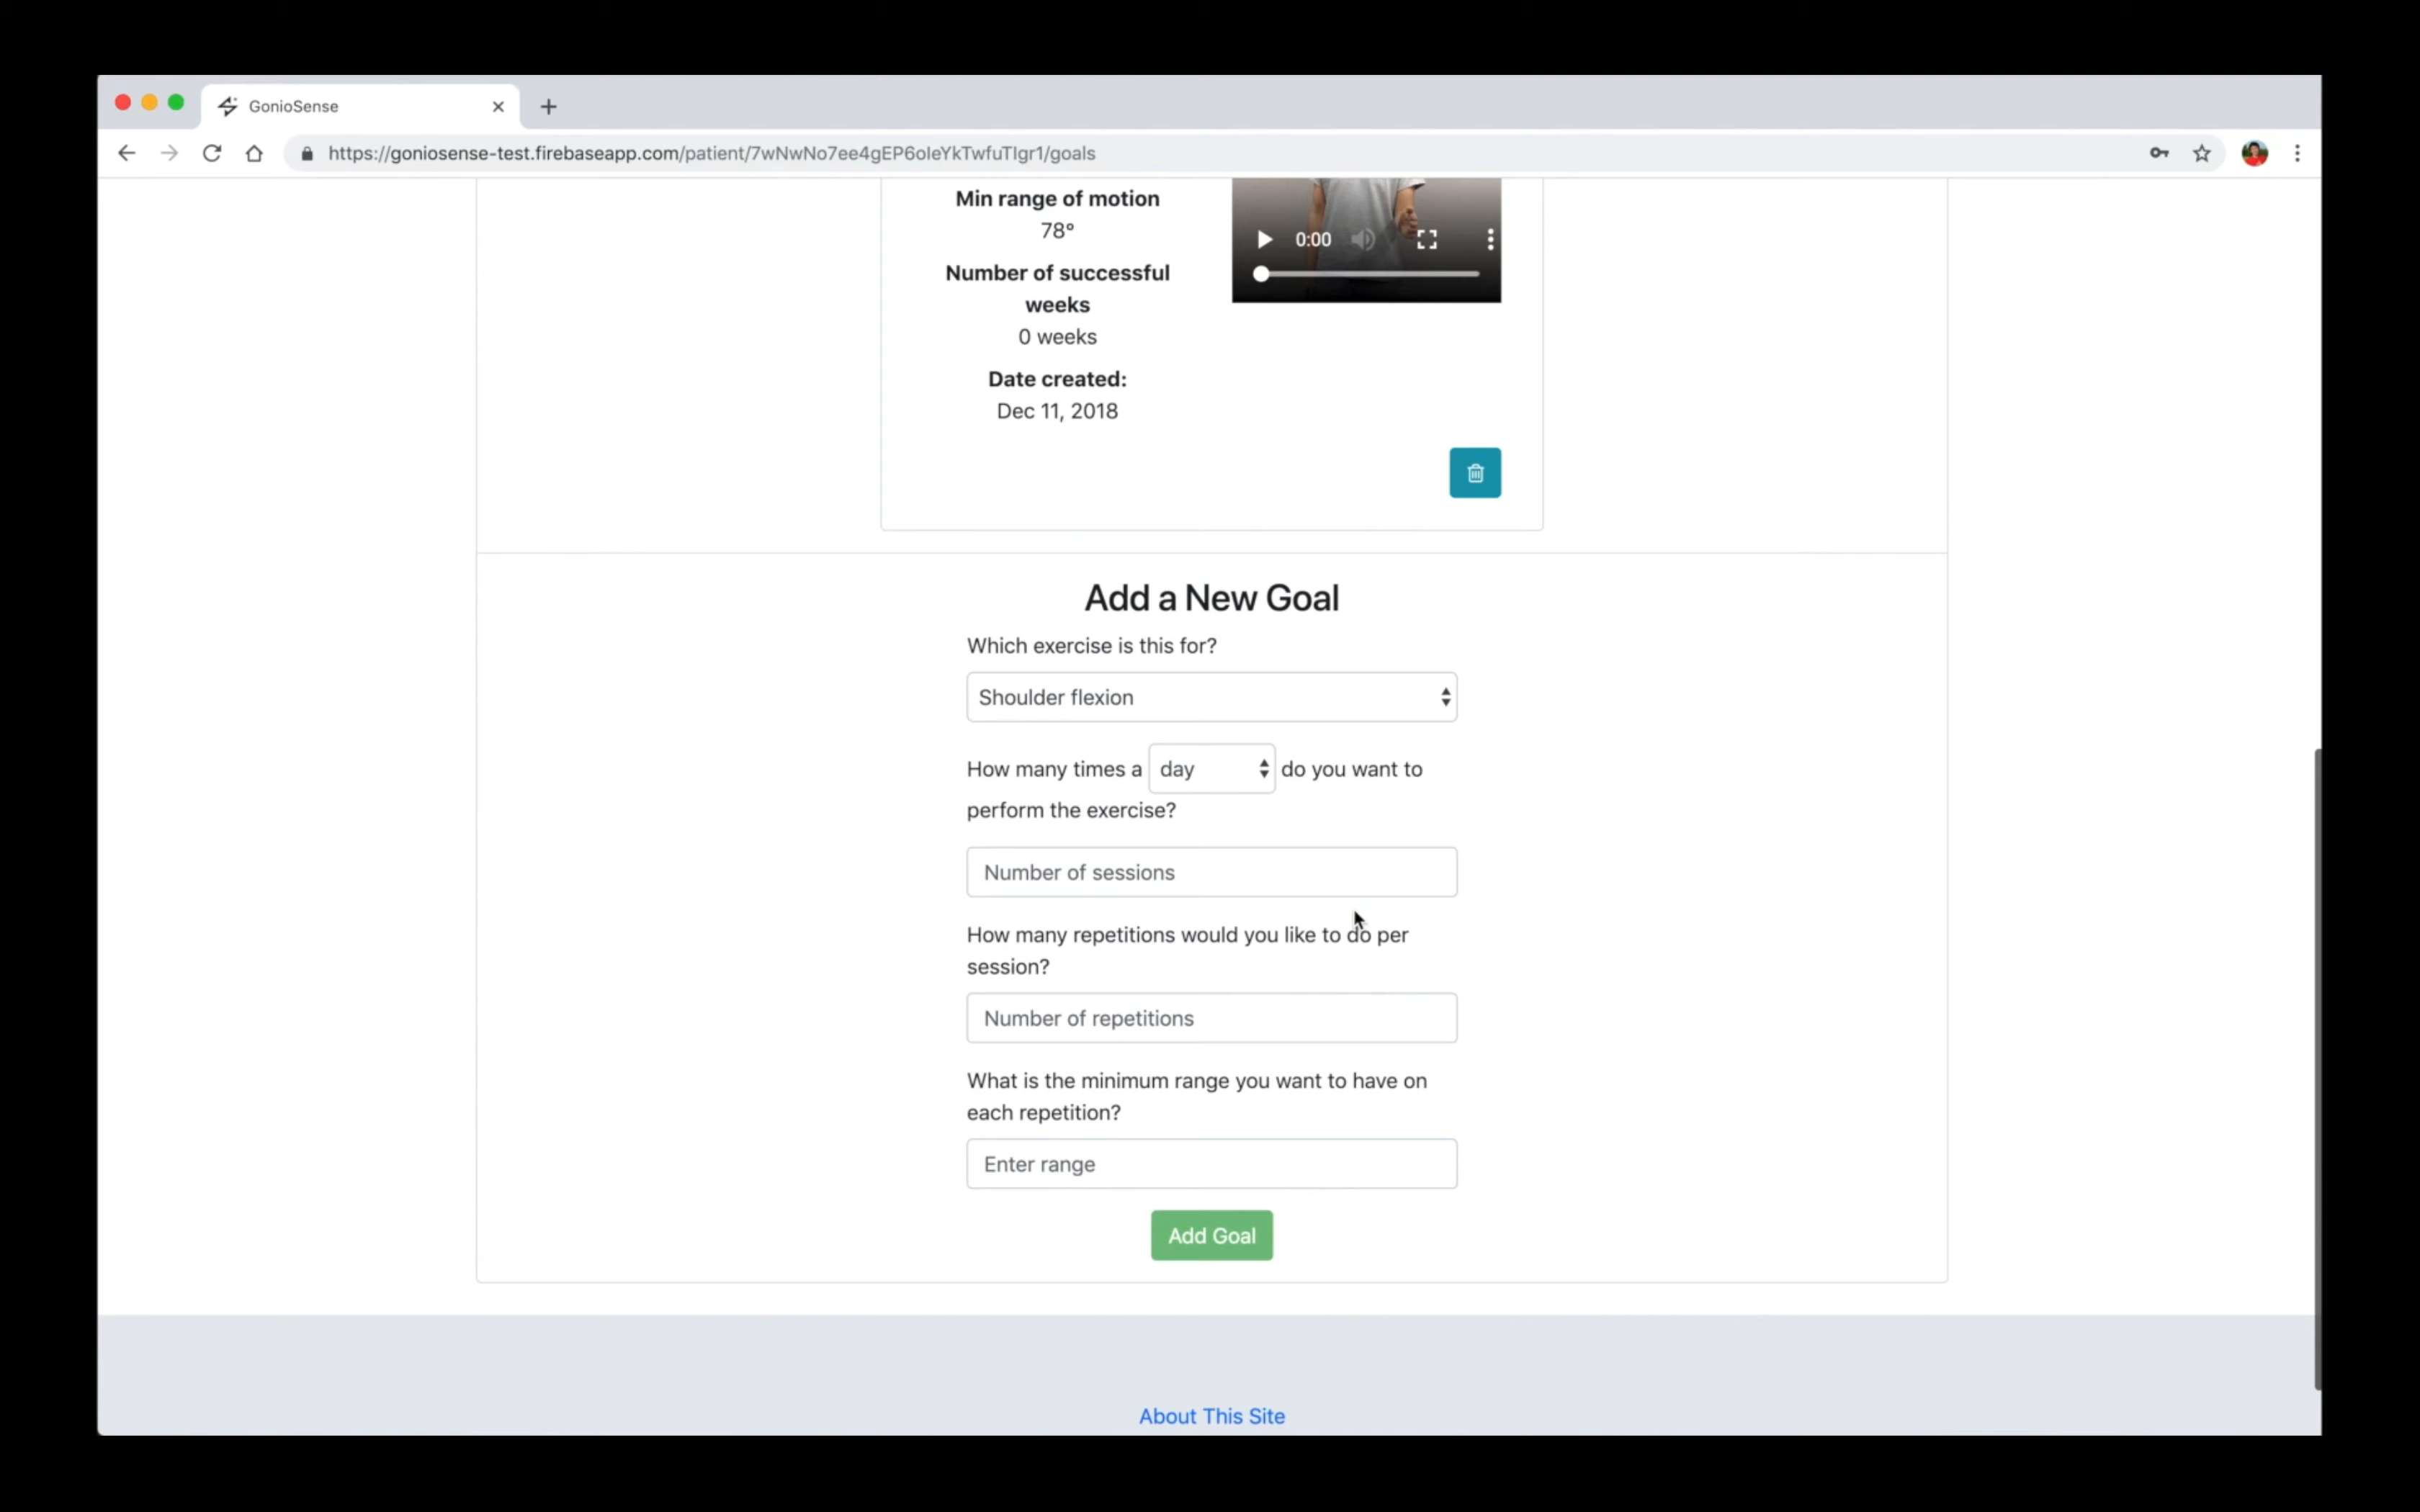 GonioSense
https://goniosense-test.firebaseapp.com/patient/7wNwNo7ee4gEP6oIeYkTwfuTIgr1/goals
Min range of motion
78°
Number of successful
weeks
0 weeks
Date created:
Dec 11, 2018
0:00
Add a New Goal
Which exercise is this for?
Shoulder flexion
How many times a day do you want to
perform the exercise?
Number of sessions
How many repetitions would you like to do per
session?
Number of repetitions
What is the minimum range you want to have on
each repetition?
Enter range
Add Goal
About This Site